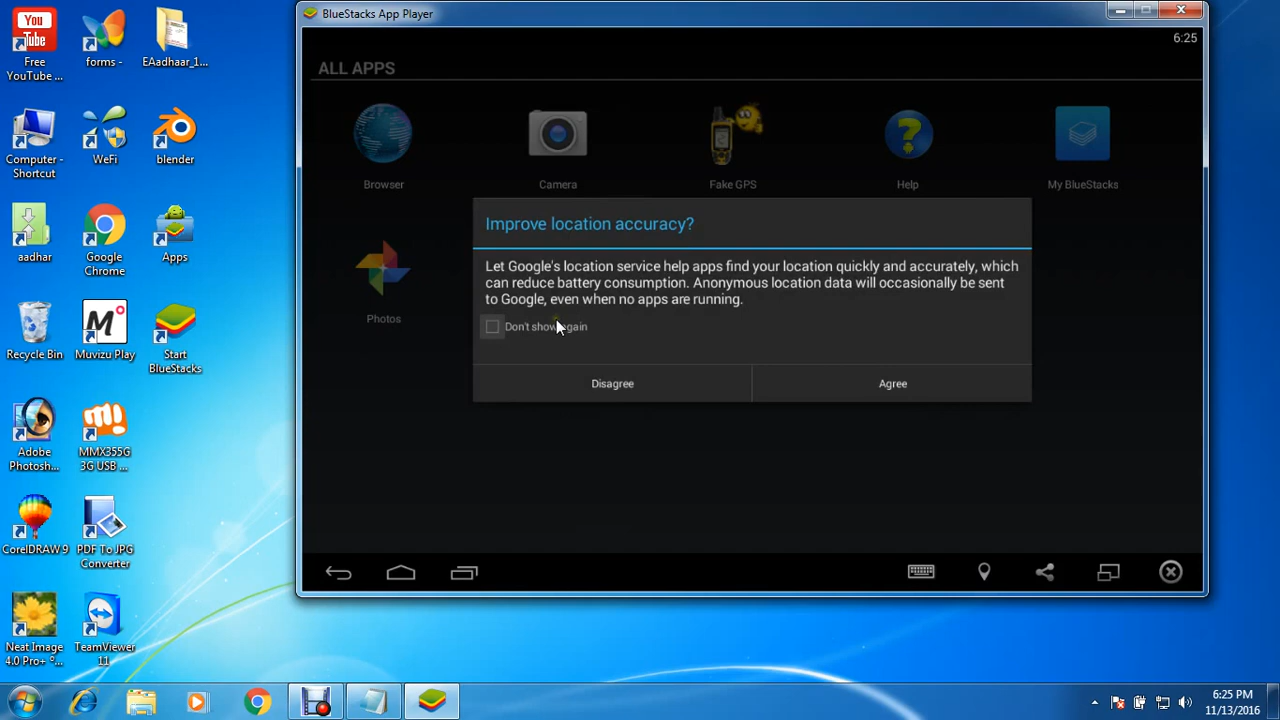 BlueStacks App Player
6:25
ALL APPS
Browser
Camera
Fake GPS
Help
My BlueStacks
Photos
Improve location accuracy?
Let Google's location service help apps find your location quickly and accurately, which
can reduce battery consumption. Anonymous location data will occasionally be sent
to Google, even when no apps are running.
Don't show again
Disagree
Agree
You
Tube
Free
YouTube ...
forms -
EAadhaar_1...
Computer -
Shortcut
WeFi
blender
aadhar
Google
Chrome
Apps
Recycle Bin
Muvizu Play
Start
BlueStacks
Adobe
Photosh...
MMX355G
3G USB ...
CorelDRAW 9
PDF To JPG
Converter
Neat Image
4.0 Pro+ °...
TeamViewer
11
6:25 PM
11/13/2016